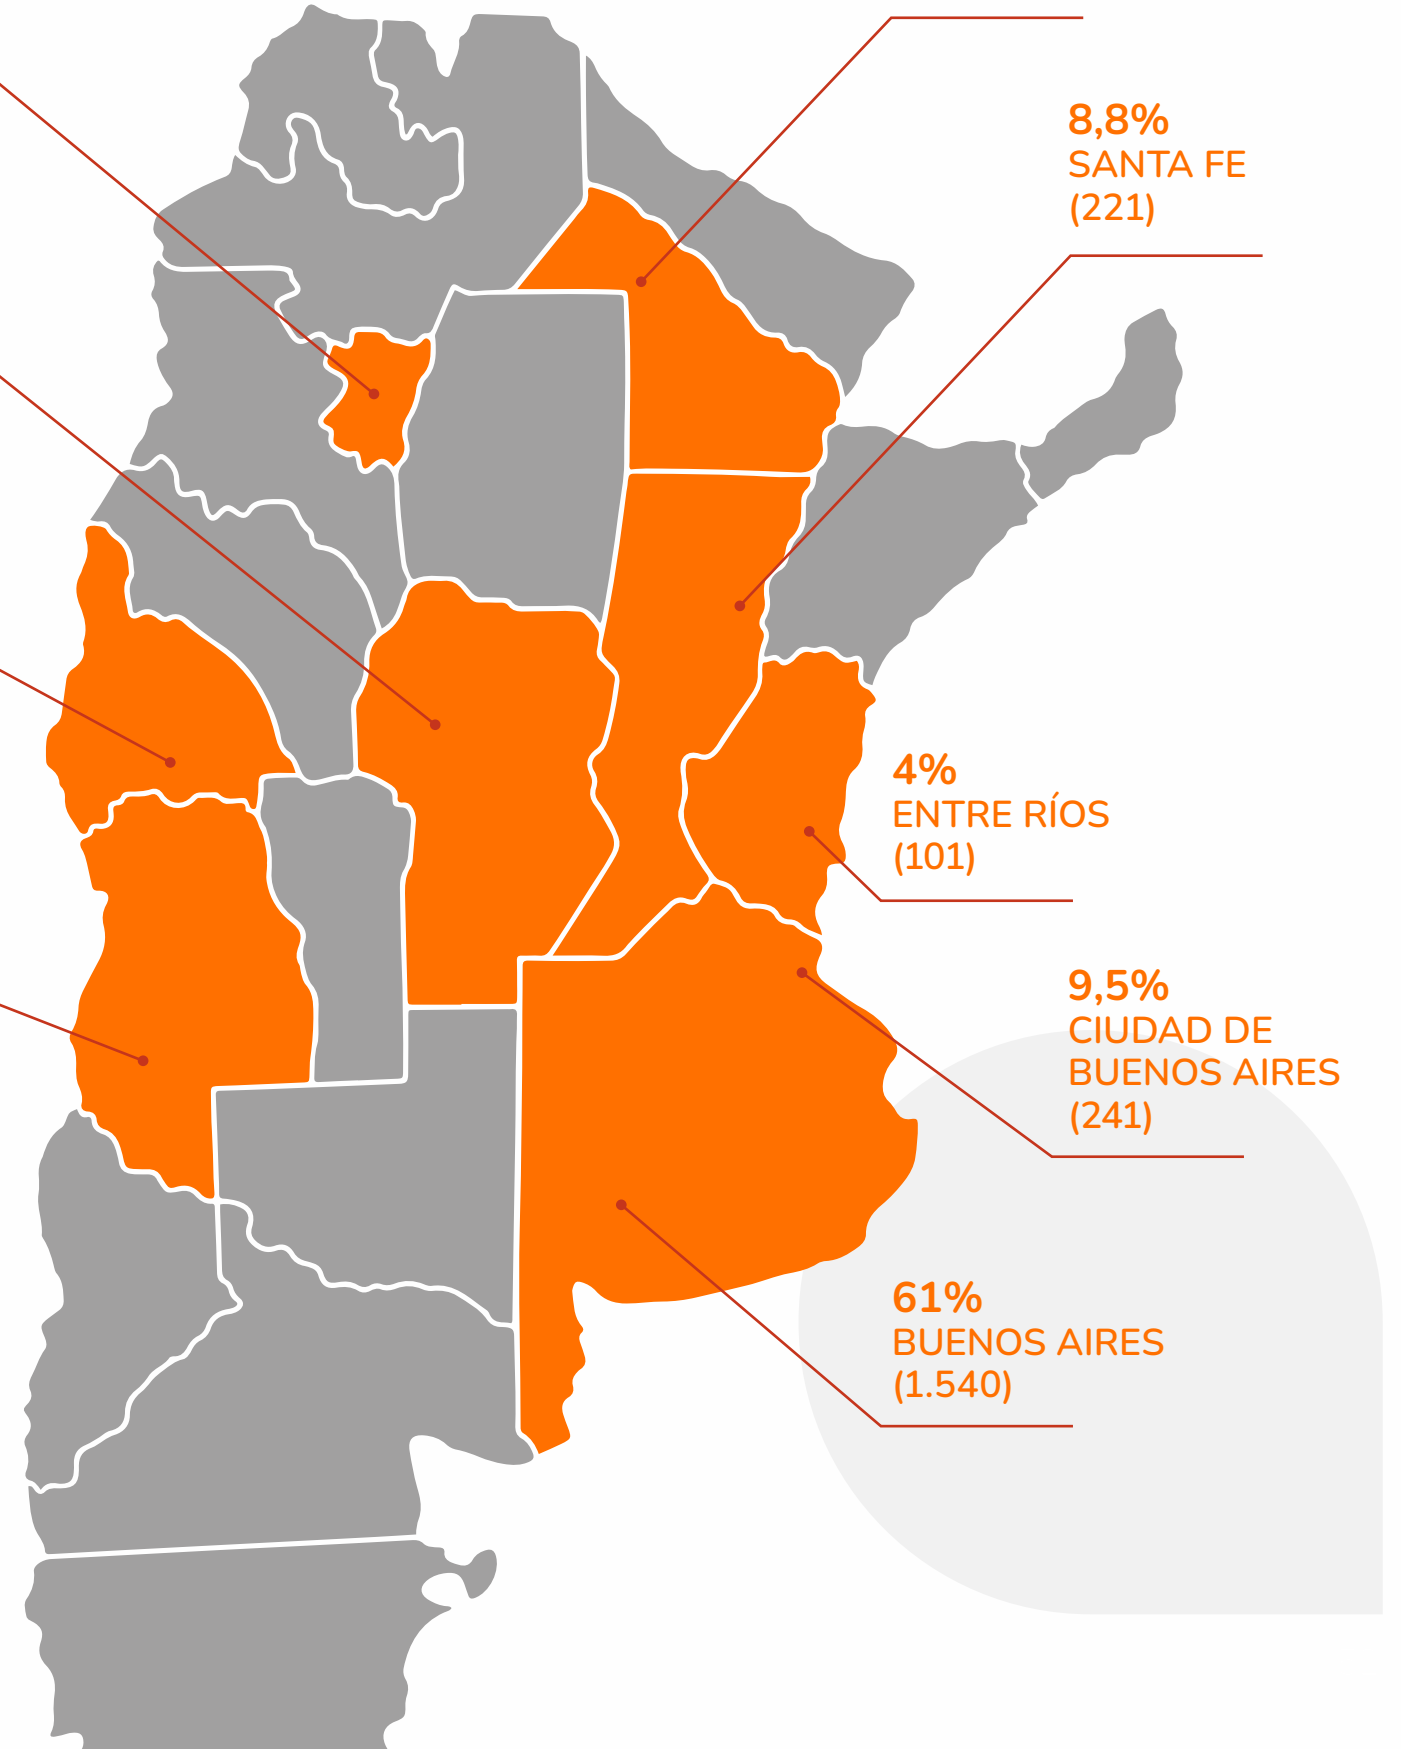 8,8%
SANTA FE
(221)
4%
ENTRE RÍOS
(101)
9,5%
CIUDAD DE
BUENOS AIRES
(241)
61%
BUENOS AIRES
(1.540)